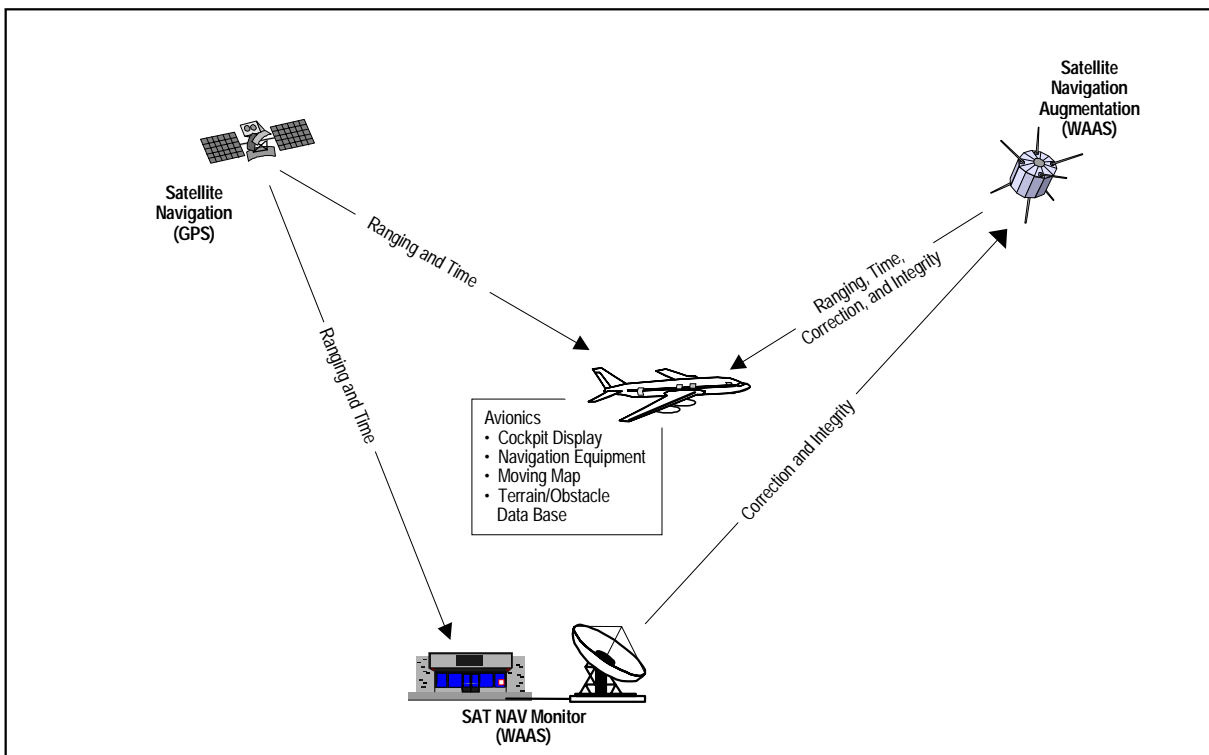 Satellite
Navigation
Augmentation
(WAAS)
Satellite
Navigation
(GPS)
Ranging and Time
Ranging, Time,
Correction, and Integrity
Ranging and Time
Correction and Integrity
Avionics
• Cockpit Display
• Navigation Equipment
• Moving Map
• Terrain/Obstacle
Data Base
SAT NAV Monitor
(WAAS)